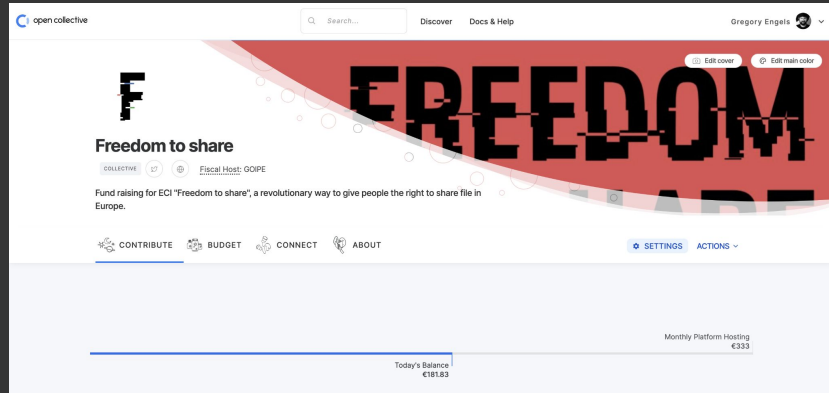 open collective
Search...
Discover
Docs & Help
Gregory Engels
Edit cover
Edit main color
FREEDOM
F
Freedom to share
COLLECTIVE
Fiscal Host: GOIPE
Fund raising for ECI "Freedom to share", a revolutionary way to give people the right to share file in
Europe.
CONTRIBUTE
BUDGET
CONNECT
ABOUT
SETTINGS
ACTIONS
Monthly Platform Hosting
€333
Today's Balance
€181.83